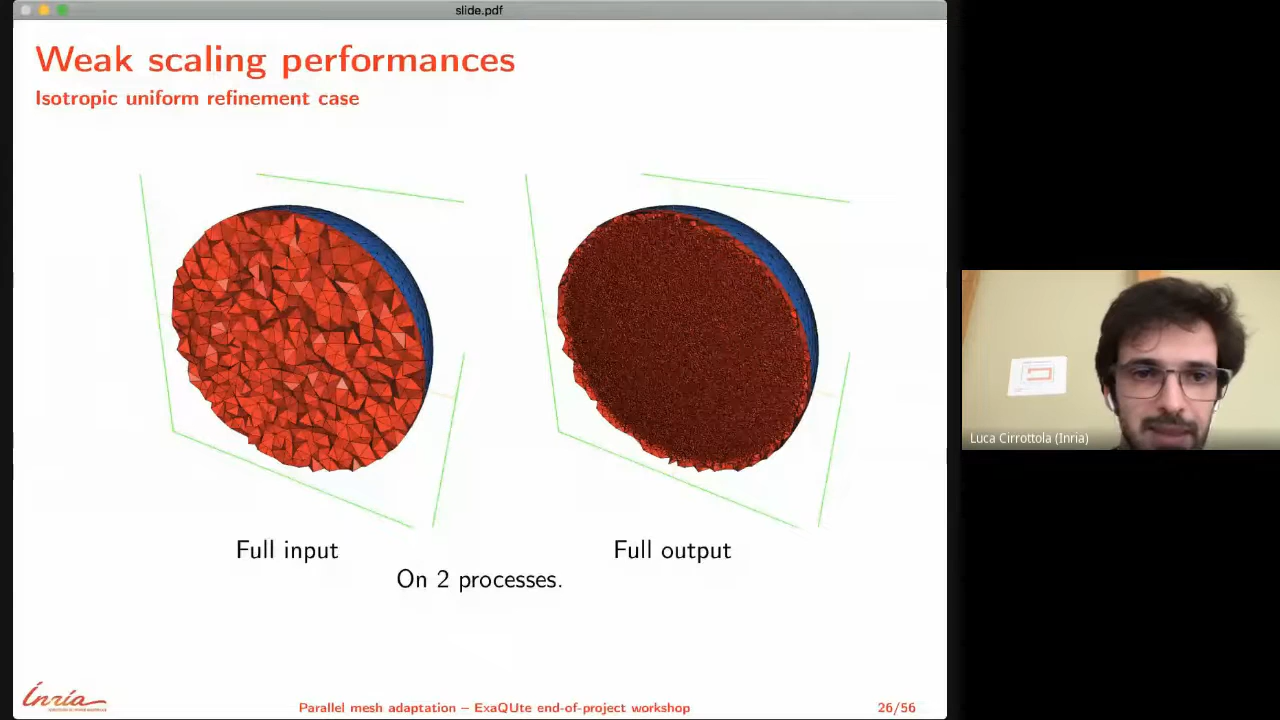 slide.pdf
Weak scaling performances
Isotropic uniform refinement case
Full input
Full output
On 2 processes.
Luca Cirrottola (Inria)
Inria
Parallel mesh adaptation – ExaQUte end-of-project workshop
26/56